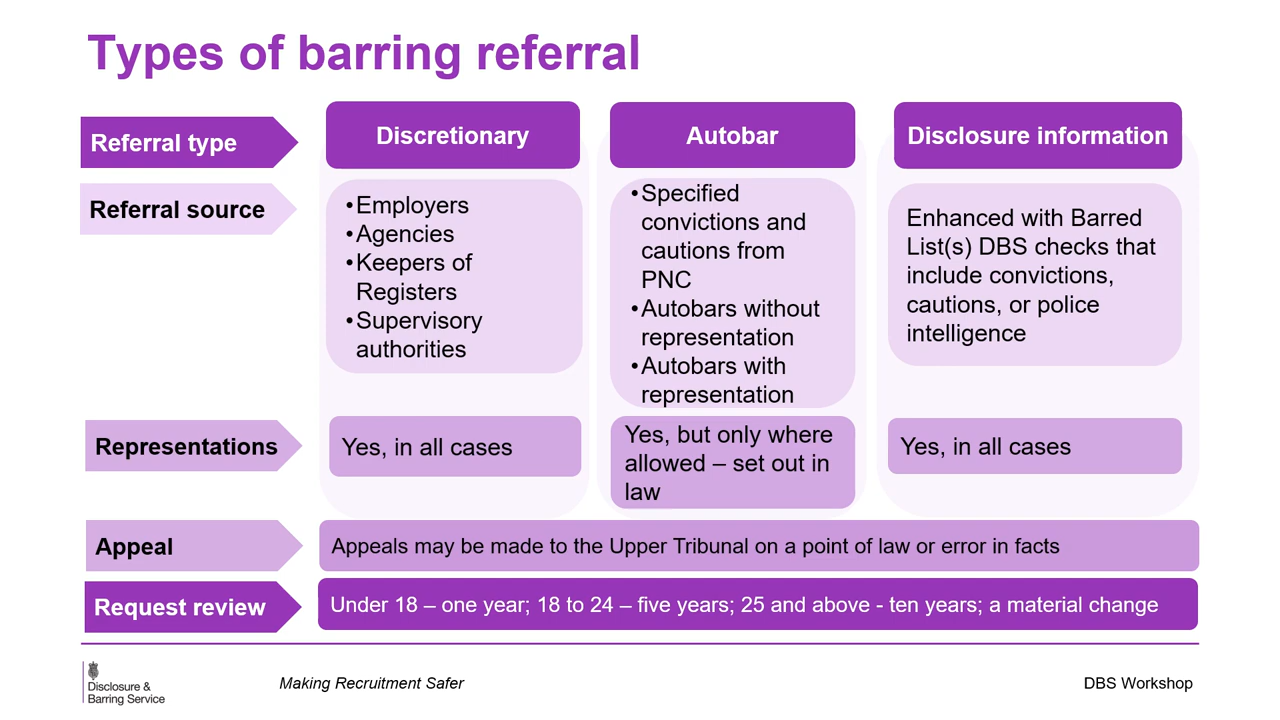 Types of barring referral
Referral type
Discretionary
Autobar
Disclosure information
Referral source
•Employers
•Agencies
•Keepers of
Registers
•Supervisory
authorities
•Specified
convictions and
cautions from
PNC
•Autobars without
representation
•Autobars with
representation
Enhanced with Barred
List(s) DBS checks that
include convictions,
cautions, or police
intelligence
Representations
Yes, in all cases
Yes, but only where
allowed – set out in
law
Yes, in all cases
Appeal
Appeals may be made to the Upper Tribunal on a point of law or error in facts
Request review
Under 18 – one year; 18 to 24 – five years; 25 and above - ten years; a material change
Disclosure &
Barring Service
Making Recruitment Safer
DBS Workshop